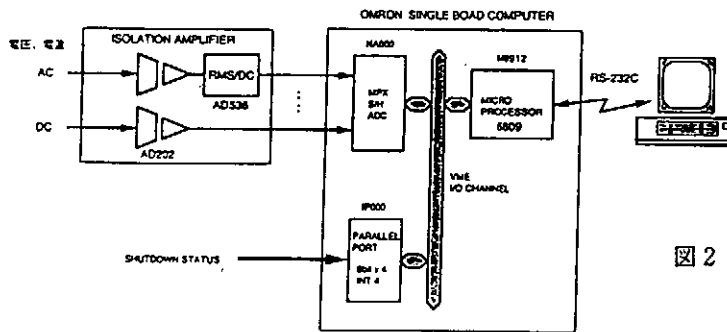 OMRON SINGLE BOAD COMPUTER
電圧、電流
ISOLATION AMPLIFIER
AC
RMS/DC
AD536
DC
AD202
NA000
MPX
S/H
ADC
M8912
MICRO
PROCESSOR
6809
RS-232C
VME
I/O CHANNEL
IP000
PARALLEL
PORT
8bit x 4
INT 4
SHUTDOWN STATUS
図 2